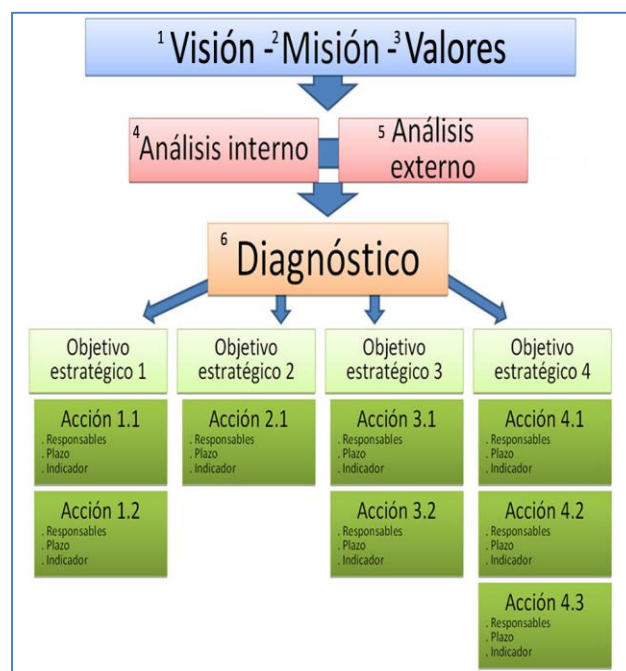 1 Visión - 2 Misión - 3 Valores
4 Análisis interno
5 Análisis
externo
6 Diagnóstico
Objetivo
estratégico 1
Objetivo
estratégico 2
Objetivo
estratégico 3
Objetivo
estratégico 4
Acción 1.1
. Responsables
. Plazo
. Indicador
Acción 2.1
. Responsables
. Plazo
. Indicador
Acción 3.1
. Responsables
. Plazo
. Indicador
Acción 4.1
. Responsables
. Plazo
. Indicador
Acción 1.2
. Responsables
. Plazo
. Indicador
Acción 3.2
. Responsables
. Plazo
. Indicador
Acción 4.2
. Responsables
. Plazo
. Indicador
Acción 4.3
. Responsables
. Plazo
. Indicador